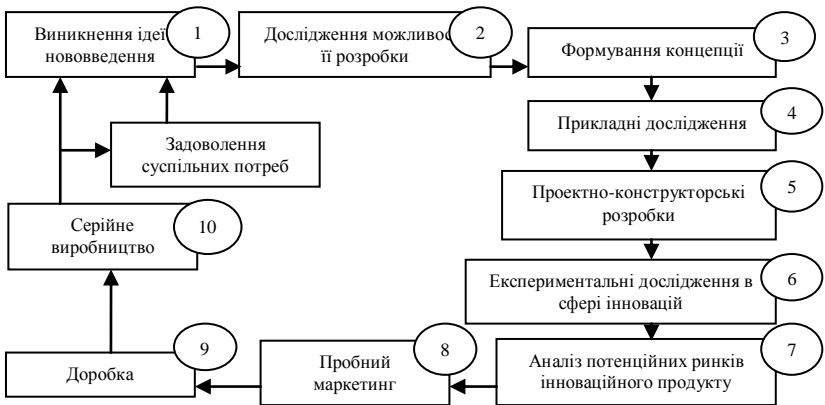 Виникнення ідеї
нововведення
1
Дослідження можливос
її розробки
2
Формування концепції
3
Прикладні дослідження
4
Проектно-конструкторські
розробки
5
Експериментальні дослідження в
сфері інновацій
6
Аналіз потенційних ринків
інноваційного продукту
7
Пробний
маркетинг
8
Доробка
9
Серійне
виробництво
10
Задоволення
суспільних потреб